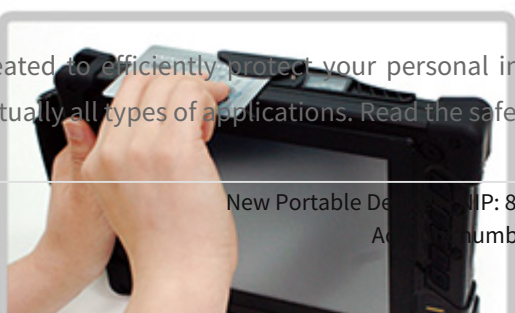 eated to efficiently protect your personal in
tually all types of applications. Read the safe
New Portable De IP: 8
numb